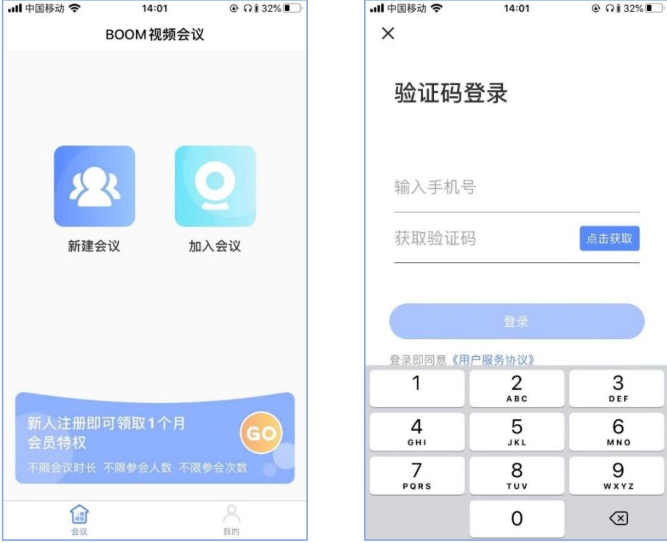 中国移动 14:01 32%
BOOM视频会议
新建会议 加入会议
新人注册即可领取1个月
会员特权
GO
不限会议时长 不限参会人数 不限参会次数
会议 我的
中国移动 14:01 32%
验证码登录
输入手机号
获取验证码 点击获取
登录
登录即同意《用户服务协议》
1 2 3
ABC DEF
4 5 6
GHI JKL MNO
7 8 9
PQRS TUV WXYZ
0